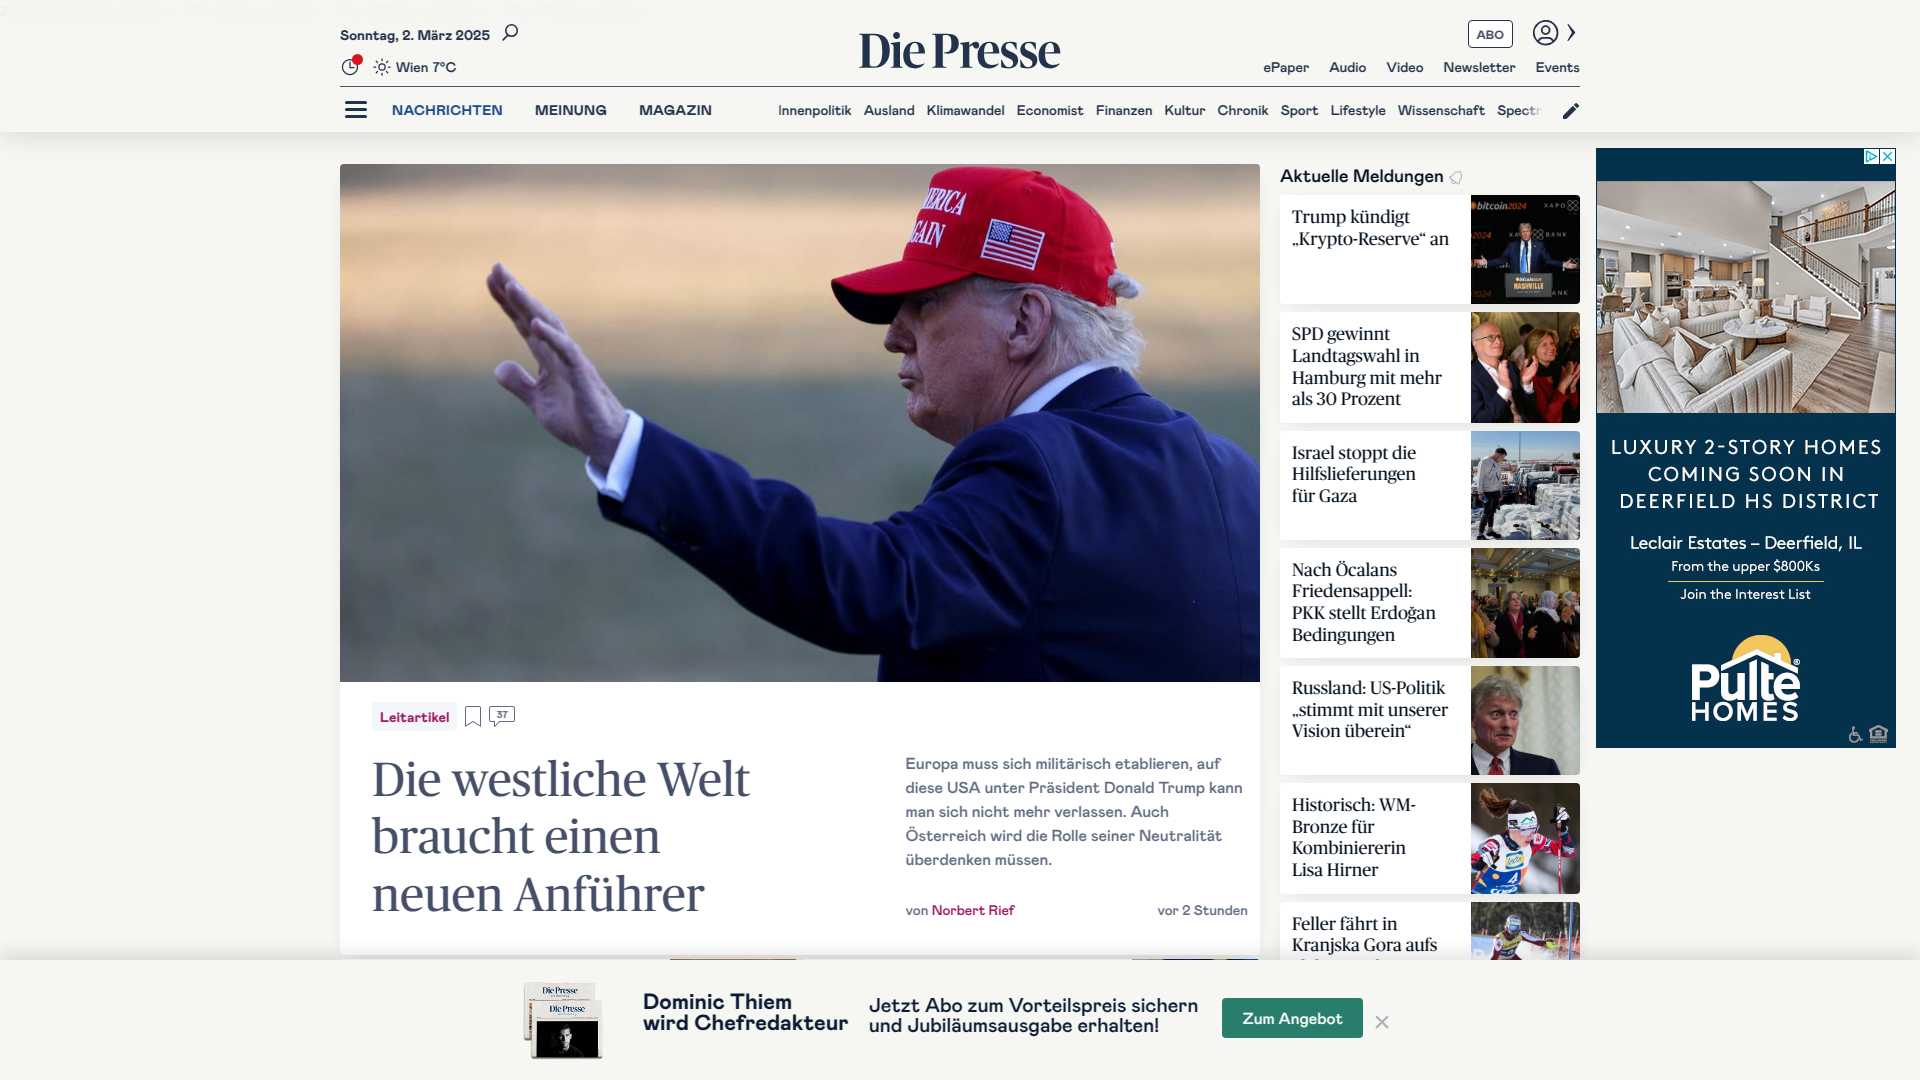 Sonntag, 2. März 2025
Wien 7°C
Die Presse
ABO
ePaper Audio Video Newsletter Events
NACHRICHTEN MEINUNG MAGAZIN
Innenpolitik Ausland Klimawandel Economist Finanzen Kultur Chronik Sport Lifestyle Wissenschaft Spectr
AGAIN
Leitartikel
37
Die westliche Welt
braucht einen
neuen Anführer
Europa muss sich militärisch etablieren, auf
diese USA unter Präsident Donald Trump kann
man sich nicht mehr verlassen. Auch
Österreich wird die Rolle seiner Neutralität
überdenken müssen.
von Norbert Rief
vor 2 Stunden
Aktuelle Meldungen
Trump kündigt
„Krypto-Reserve“ an
bitcoin2024
XAPO
BANK
NASHVILLE
SPD gewinnt
Landtagswahl in
Hamburg mit mehr
als 30 Prozent
Israel stoppt die
Hilfslieferungen
für Gaza
Nach Öcalans
Friedensappell:
PKK stellt Erdoğan
Bedingungen
Russland: US-Politik
„stimmt mit unserer
Vision überein“
Historisch: WM-
Bronze für
Kombiniererin
Lisa Hirner
Feller fährt in
Kranjska Gora aufs
LUXURY 2-STORY HOMES
COMING SOON IN
DEERFIELD HS DISTRICT
Leclair Estates – Deerfield, IL
From the upper $800Ks
Join the Interest List
Pulte®
HOMES
Die Presse
Die Presse
Dominic Thiem
wird Chefredakteur
Jetzt Abo zum Vorteilspreis sichern
und Jubiläumsausgabe erhalten!
Zum Angebot